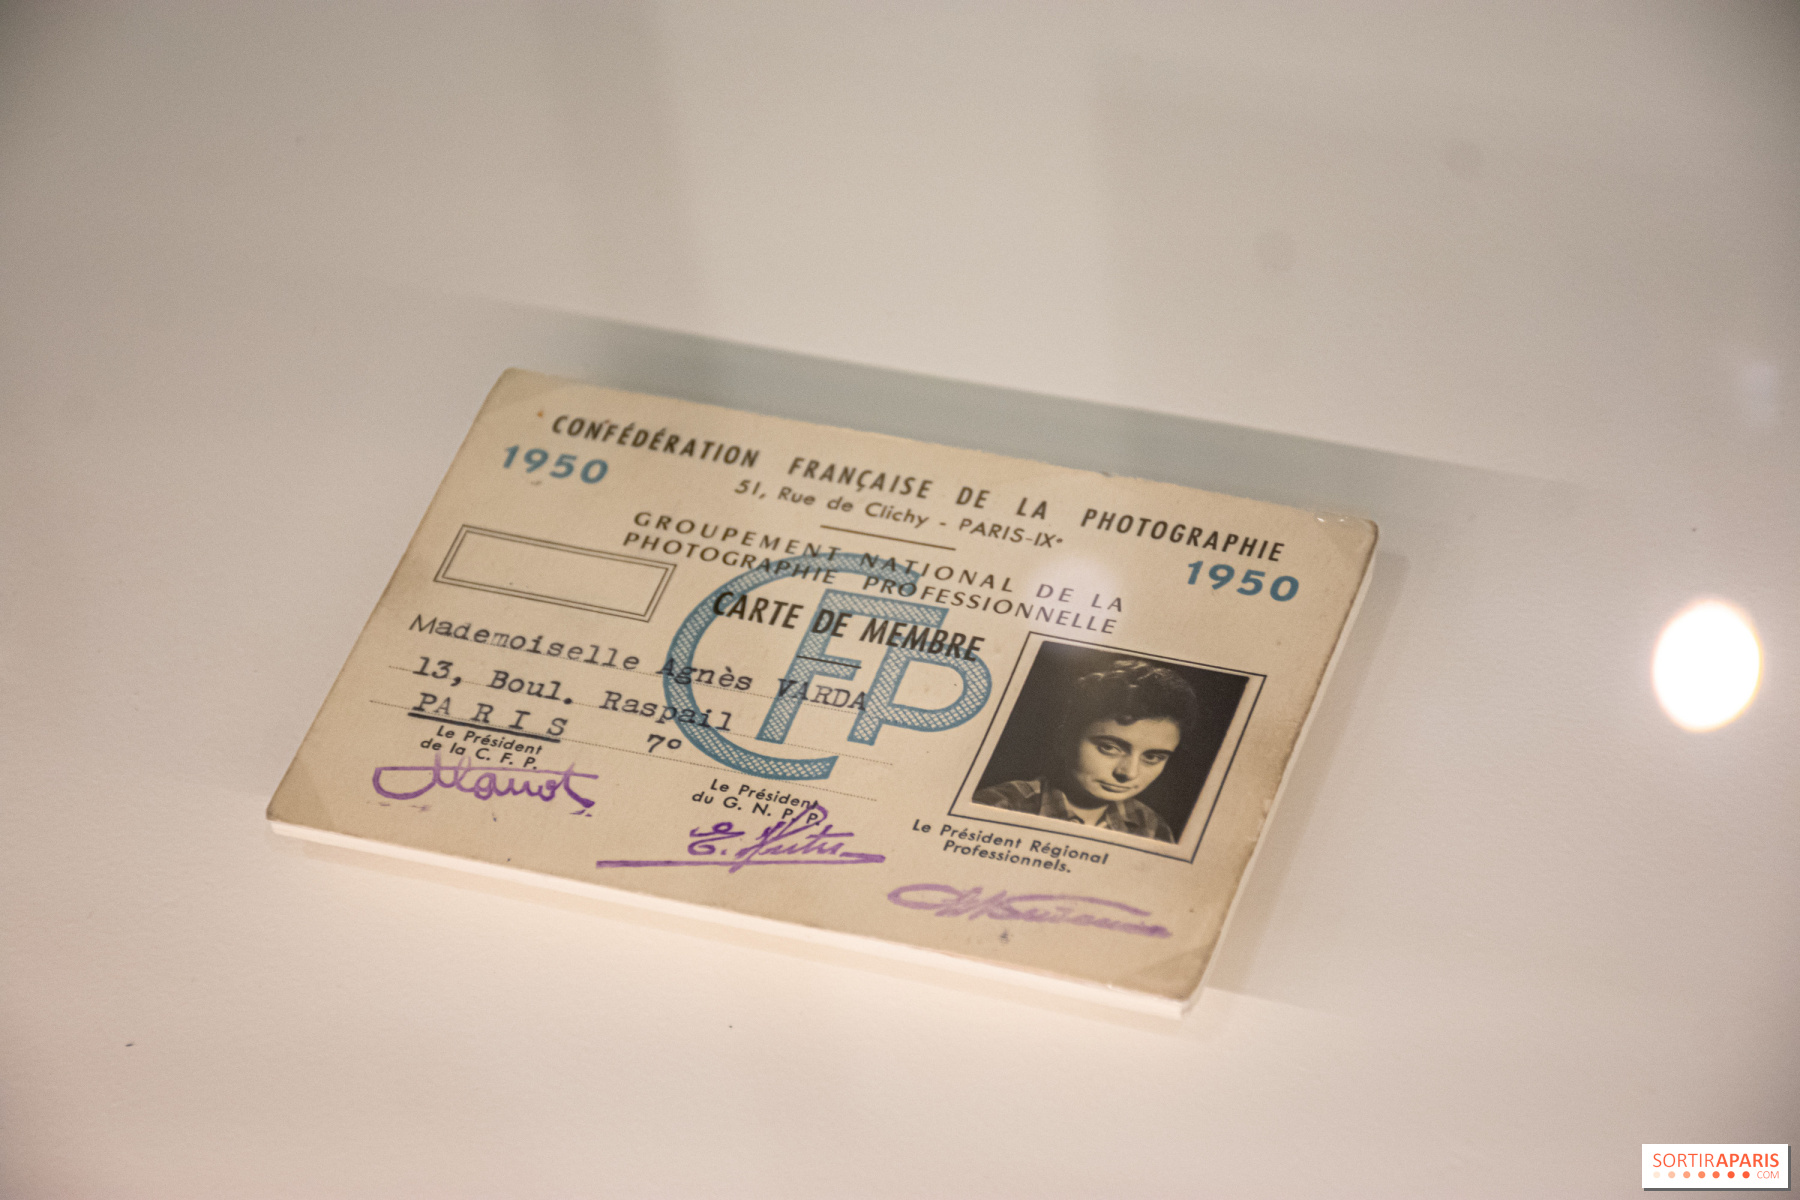 CONFÉDÉRATION FRANÇAISE DE LA PHOTOGRAPHIE
51, Rue de Clichy - PARIS-IXe
1950
1950
GROUPEMENT NATIONAL DE LA
PHOTOGRAPHIE PROFESSIONNELLE
CFP
CARTE DE MEMBRE
Mademoiselle Agnès VARDA
13, Boul. Raspail
PARIS 7º
Le Président
de la C. F. P.
Le Président
du G. N. P. P.
Le Président Régional
Professionnels.
SORTIRAPARIS
.COM